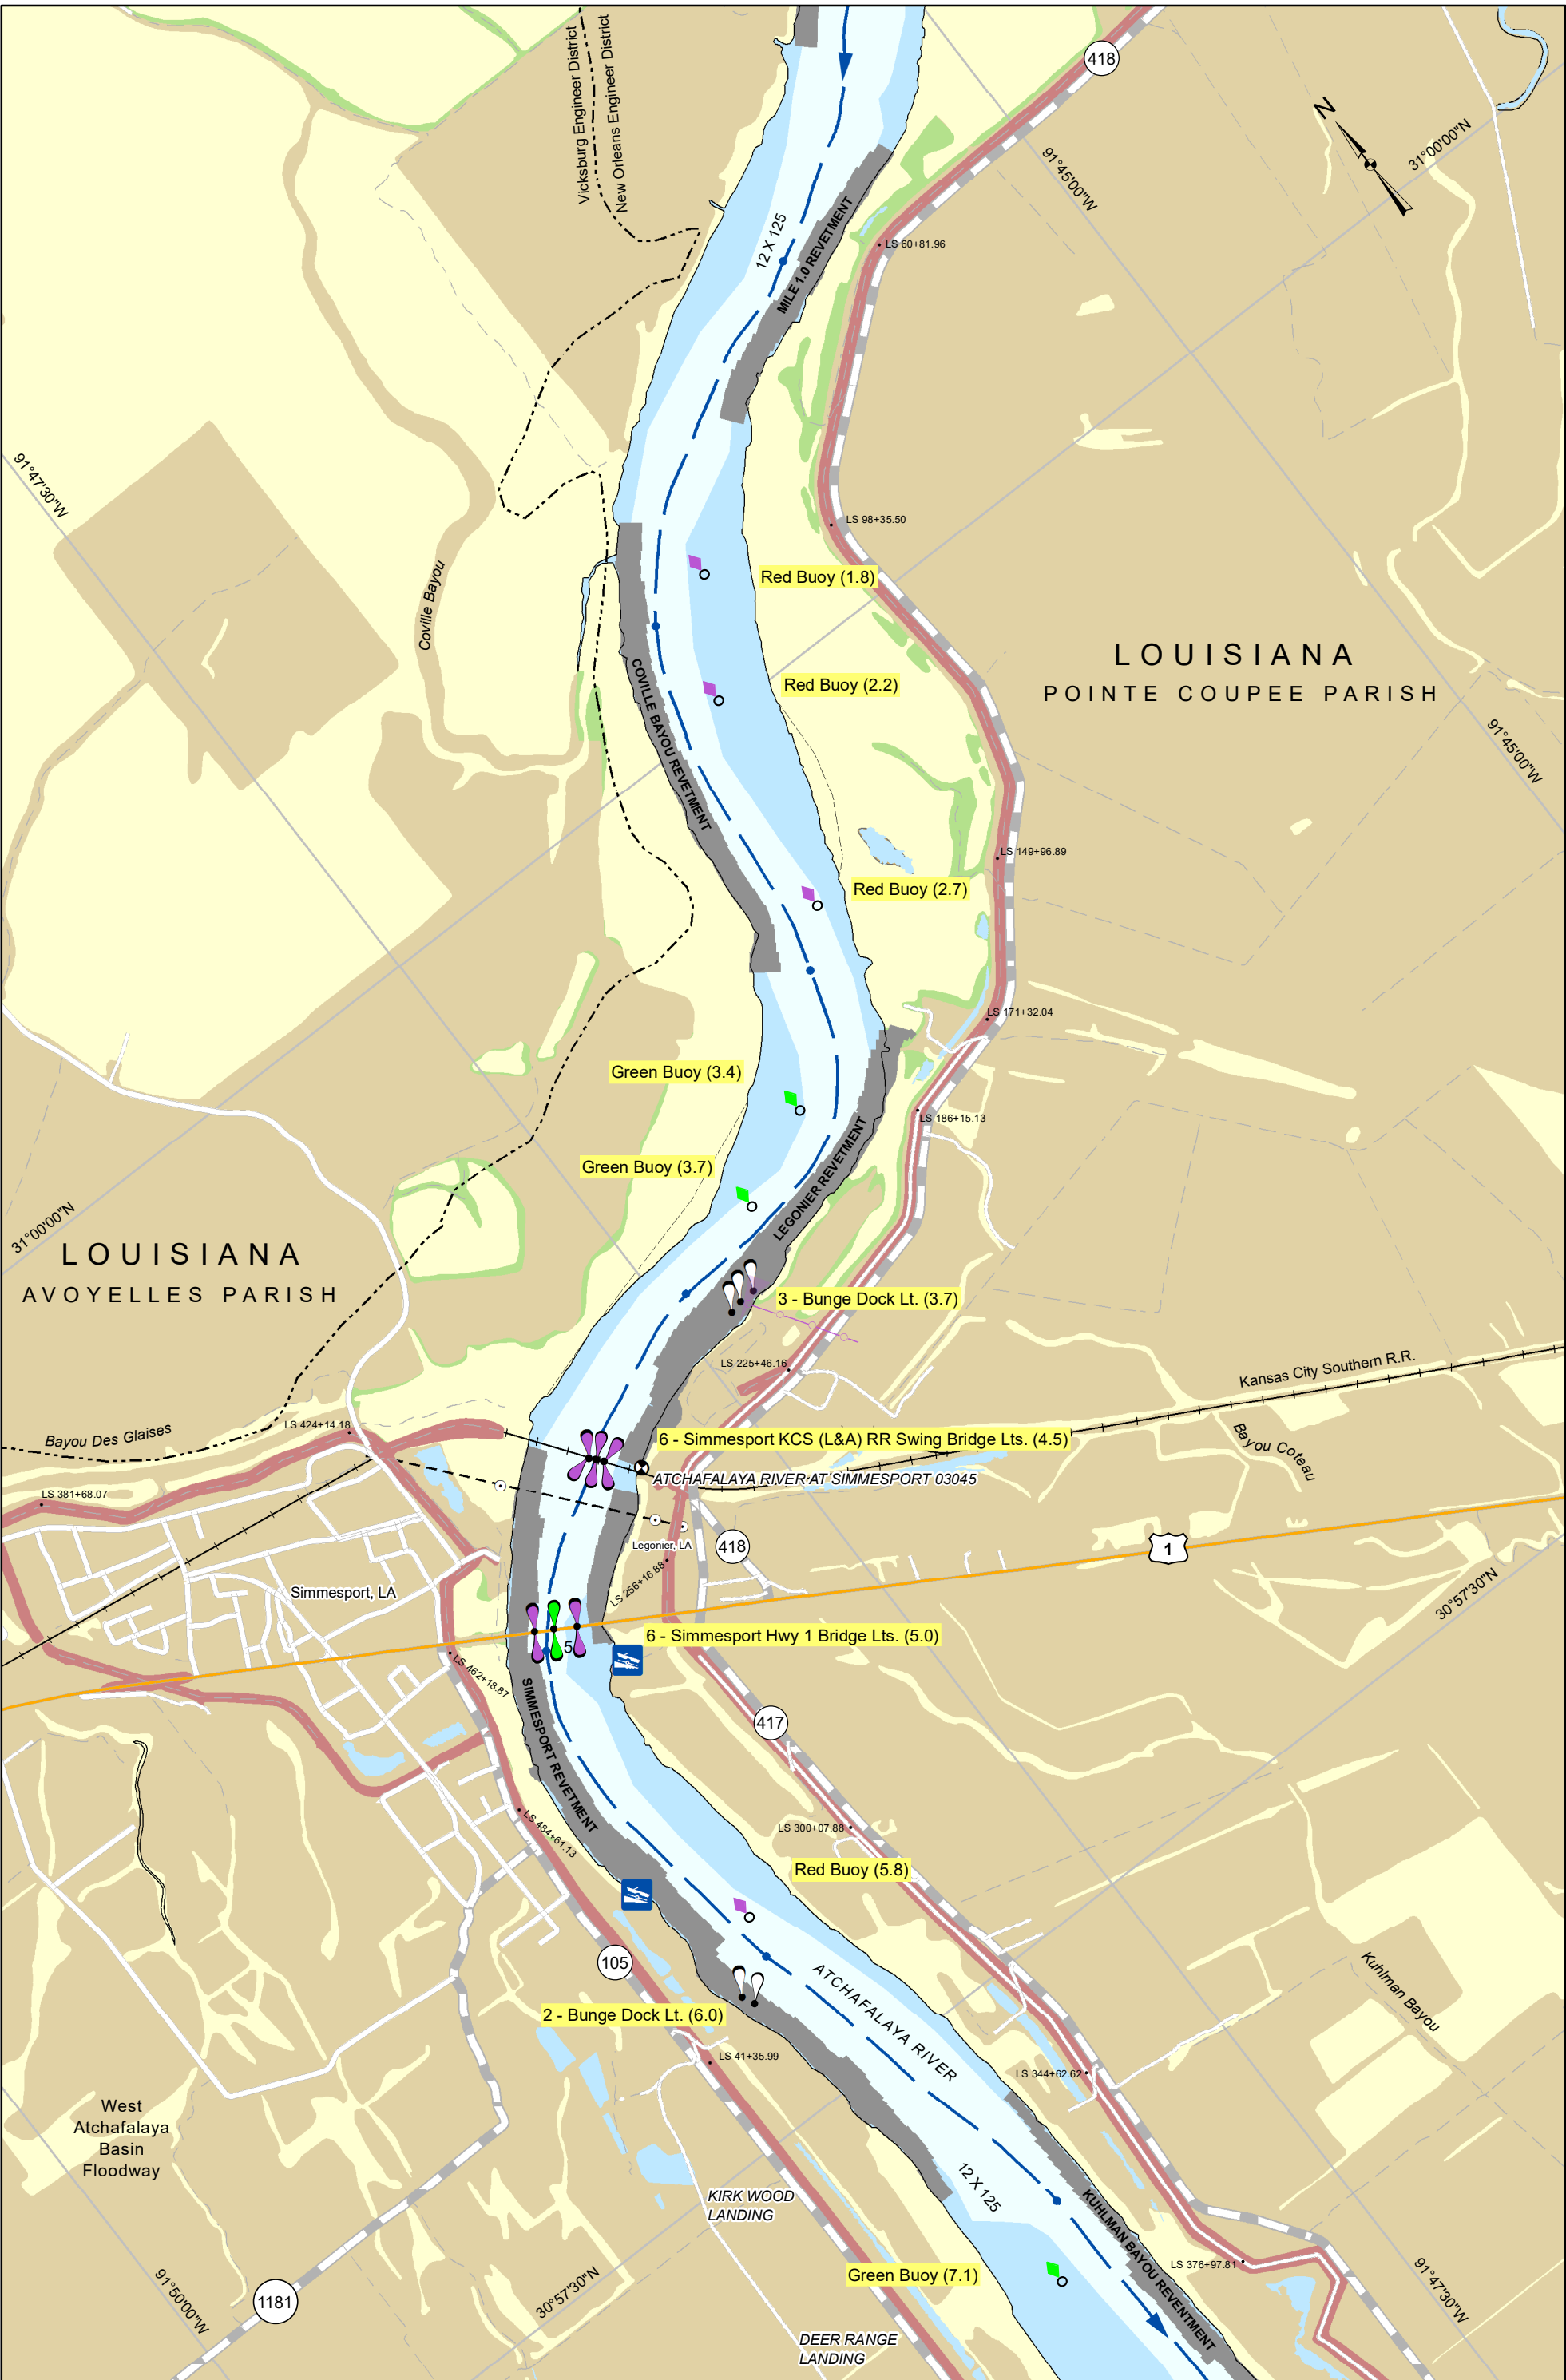 Vicksburg Engineer District
New Orleans Engineer District
418
N
31°00'00"N
91°45'00"W
12 X 125
MILE 1.0 REVETMENT
LS 60+81.96
91°47'30"W
LS 98+35.50
Red Buoy (1.8)
Coville Bayou
COVILLE BAYOU REVETMENT
Red Buoy (2.2)
LOUISIANA
POINTE COUPEE PARISH
91°45'00"W
LS 149+96.89
Red Buoy (2.7)
LS 171+32.04
Green Buoy (3.4)
LS 186+15.13
Green Buoy (3.7)
LEGONIER REVETMENT
31°00'00"N
LOUISIANA
AVOYELLES PARISH
3 - Bunge Dock Lt. (3.7)
LS 225+46.16
Kansas City Southern R.R.
LS 424+14.18
Bayou Des Glaises
6 - Simmesport KCS (L&A) RR Swing Bridge Lts. (4.5)
Bayou Coteau
ATCHAFALAYA RIVER AT SIMMESPORT 03045
LS 381+68.07
Legonier, LA
418
1
LS 256+16.88
Simmesport, LA
30°57'30"N
6 - Simmesport Hwy 1 Bridge Lts. (5.0)
5
LS 462+18.87
SIMMESPORT REVETMENT
417
LS 484+61.13
LS 300+07.88
Red Buoy (5.8)
105
ATCHAFALAYA RIVER
Kuhlman Bayou
2 - Bunge Dock Lt. (6.0)
LS 41+35.99
LS 344+62.62
West
Atchafalaya
Basin
Floodway
12 X 125
KIRK WOOD
LANDING
KUHLMAN BAYOU REVENTMENT
LS 376+97.81
Green Buoy (7.1)
91°50'00"W
1181
30°57'30"N
91°47'30"W
DEER RANGE
LANDING